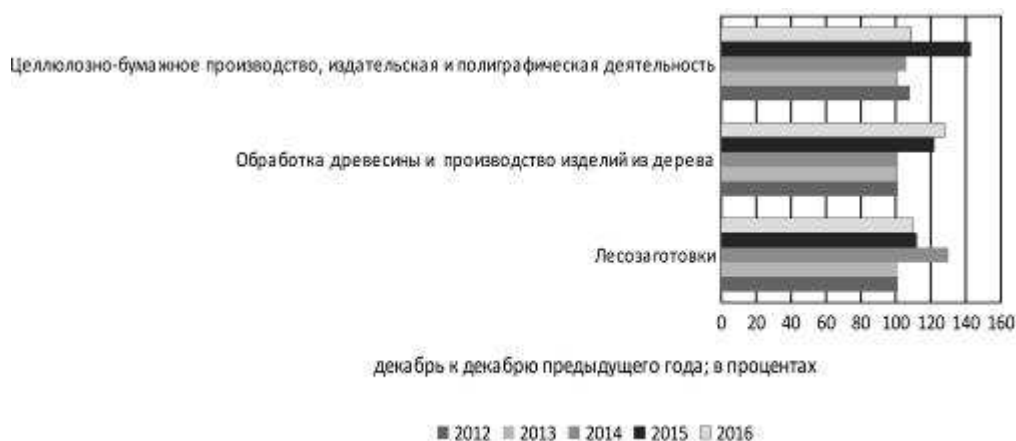 Целлюлозно-бумажное производство, издательская и полиграфическая деятельность
Обработка древесины и производство изделий из дерева
Лесозаготовки
0 20 40 60 80 100 120 140 160
декабрь к декабрю предыдущего года; в процентах
2012 2013 2014 2015 2016